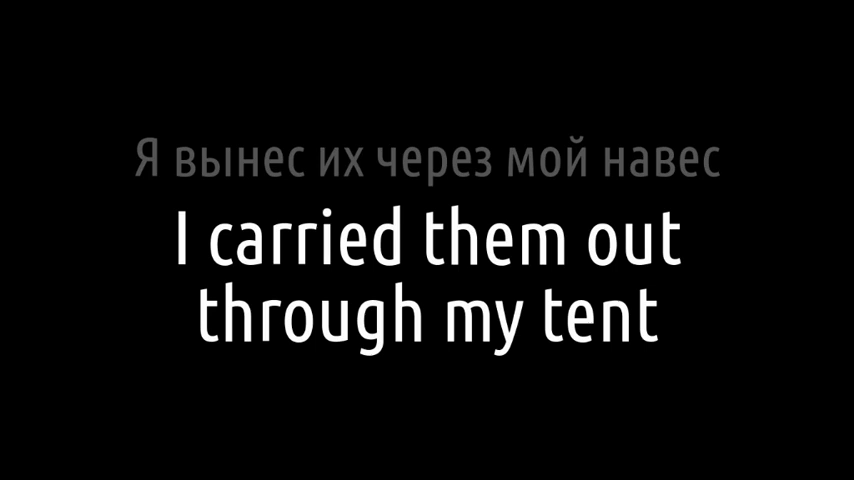 Я вынес их через мой навес
I carried them out
through my tent